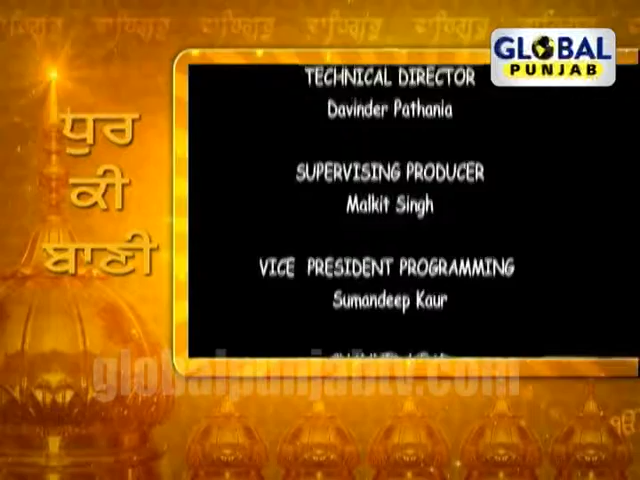 ਵਾਹਿਗੁਰੂ ਵਾਹਿਗੁਰੂ ਵਾਹਿਗੁਰੂ
GLOBAL
PUNJAB
ਧੁਰ
ਕੀ
ਬਾਣੀ
TECHNICAL DIRECTOR
Davinder Pathania
SUPERVISING PRODUCER
Malkit Singh
VICE PRESIDENT PROGRAMMING
Sumandeep Kaur
globalpunjabtv.com
ੴ